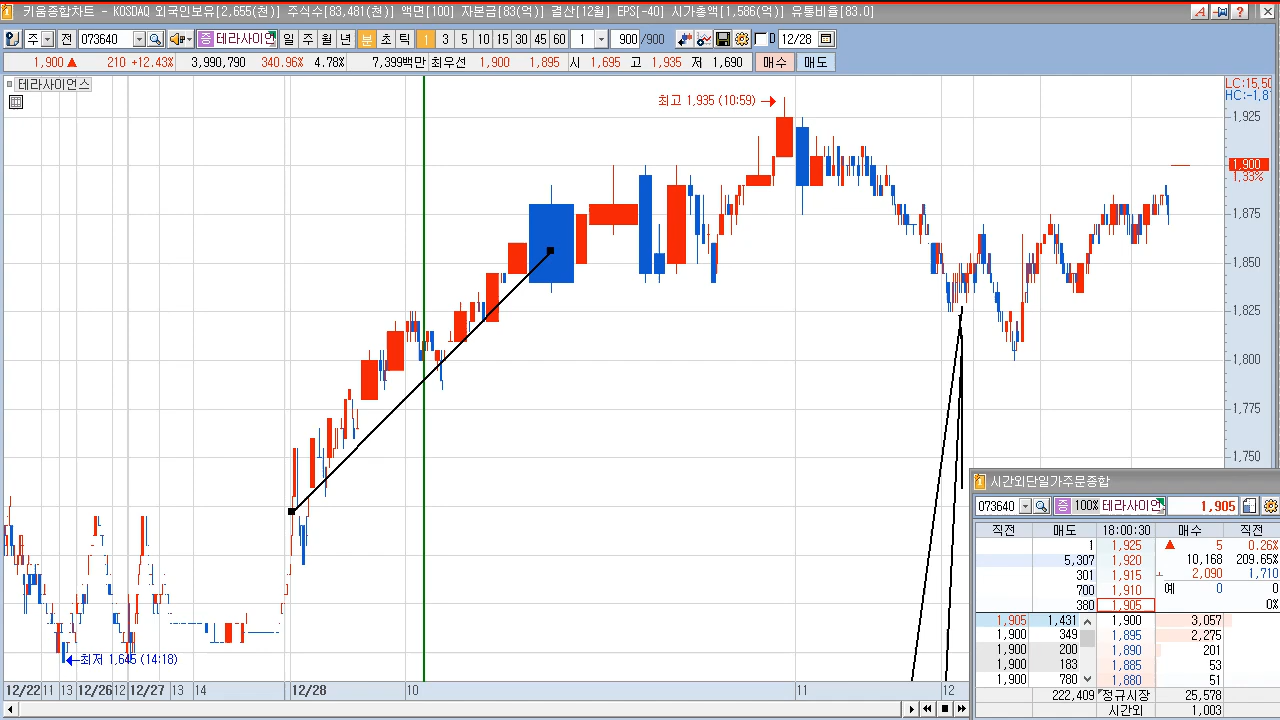 키움종합차트 - KOSDAQ 외국인보유[2,655(천)] 주식수[83,481(천)] 액면[100] 자본금[83(억)] 결산[12월] EPS[-40] 시가총액[1,586(억)] 유통비율[83.0]
주 전 073640 증 테라사이언 일 주 월 년 분 초 틱 1 3 5 10 15 30 45 60 1 900 /900 D 12/28
1,900 ▲ 210 +12.43% 3,990,790 340.96% 4.78% 7,399백만 최우선 1,900 1,895 시 1,695 고 1,935 저 1,690 매수 매도
테라사이언스
LC:15,50
HC:-1,8
최고 1,935 (10:59)
1,925
1,900
1.33%
1,875
1,850
1,825
1,800
1,775
1,750
최저 1,645 (14:18)
12/22 11 13 12/26 12 12/27 13 14 12/28 10 11 12
시간외단일가주문종합
073640 증 100% 테라사이언 1,905
직전 매도 18:00:30 매수 직전
1 1,925 ▲ 5 0.26%
5,307 1,920 10,168 209.65%
301 1,915 2,090 1,710
700 1,910 예 0 0
380 1,905 0%
1,905 1,431 1,900 3,057
1,900 349 1,895 2,275
1,900 200 1,890 201
1,900 183 1,885 53
1,900 780 1,880 51
222,409 정규시장 25,578
시간외 1,003